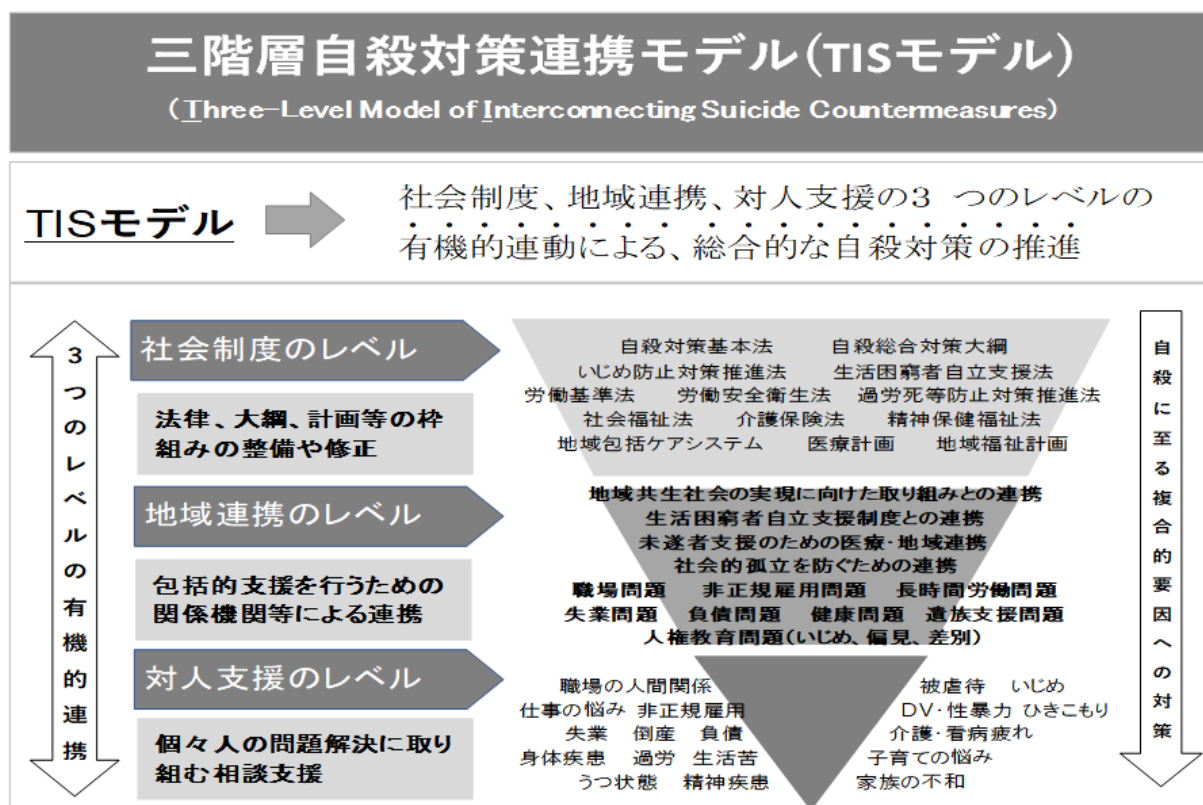 三階層自殺対策連携モデル(TISモデル)
(Three-Level Model of Interconnecting Suicide Countermeasures)
TISモデル
社会制度、地域連携、対人支援の3 つのレベルの
有機的連動による、総合的な自殺対策の推進
3つのレベルの有機的連携
社会制度のレベル
法律、大綱、計画等の枠
組みの整備や修正
自殺対策基本法 自殺総合対策大綱
いじめ防止対策推進法 生活困窮者自立支援法
労働基準法 労働安全衛生法 過労死等防止対策推進法
社会福祉法 介護保険法 精神保健福祉法
地域包括ケアシステム 医療計画 地域福祉計画
地域連携のレベル
包括的支援を行うための
関係機関等による連携
地域共生社会の実現に向けた取り組みとの連携
生活困窮者自立支援制度との連携
未遂者支援のための医療・地域連携
社会的孤立を防ぐための連携
職場問題 非正規雇用問題 長時間労働問題
失業問題 負債問題 健康問題 遺族支援問題
人権教育問題(いじめ、偏見、差別)
対人支援のレベル
個々人の問題解決に取り
組む相談支援
職場の人間関係 被虐待 いじめ
仕事の悩み 非正規雇用 DV・性暴力 ひきこもり
失業 倒産 負債 介護・看病疲れ
身体疾患 過労 生活苦 子育ての悩み
うつ状態 精神疾患 家族の不和
自殺に至る複合的要因への対策